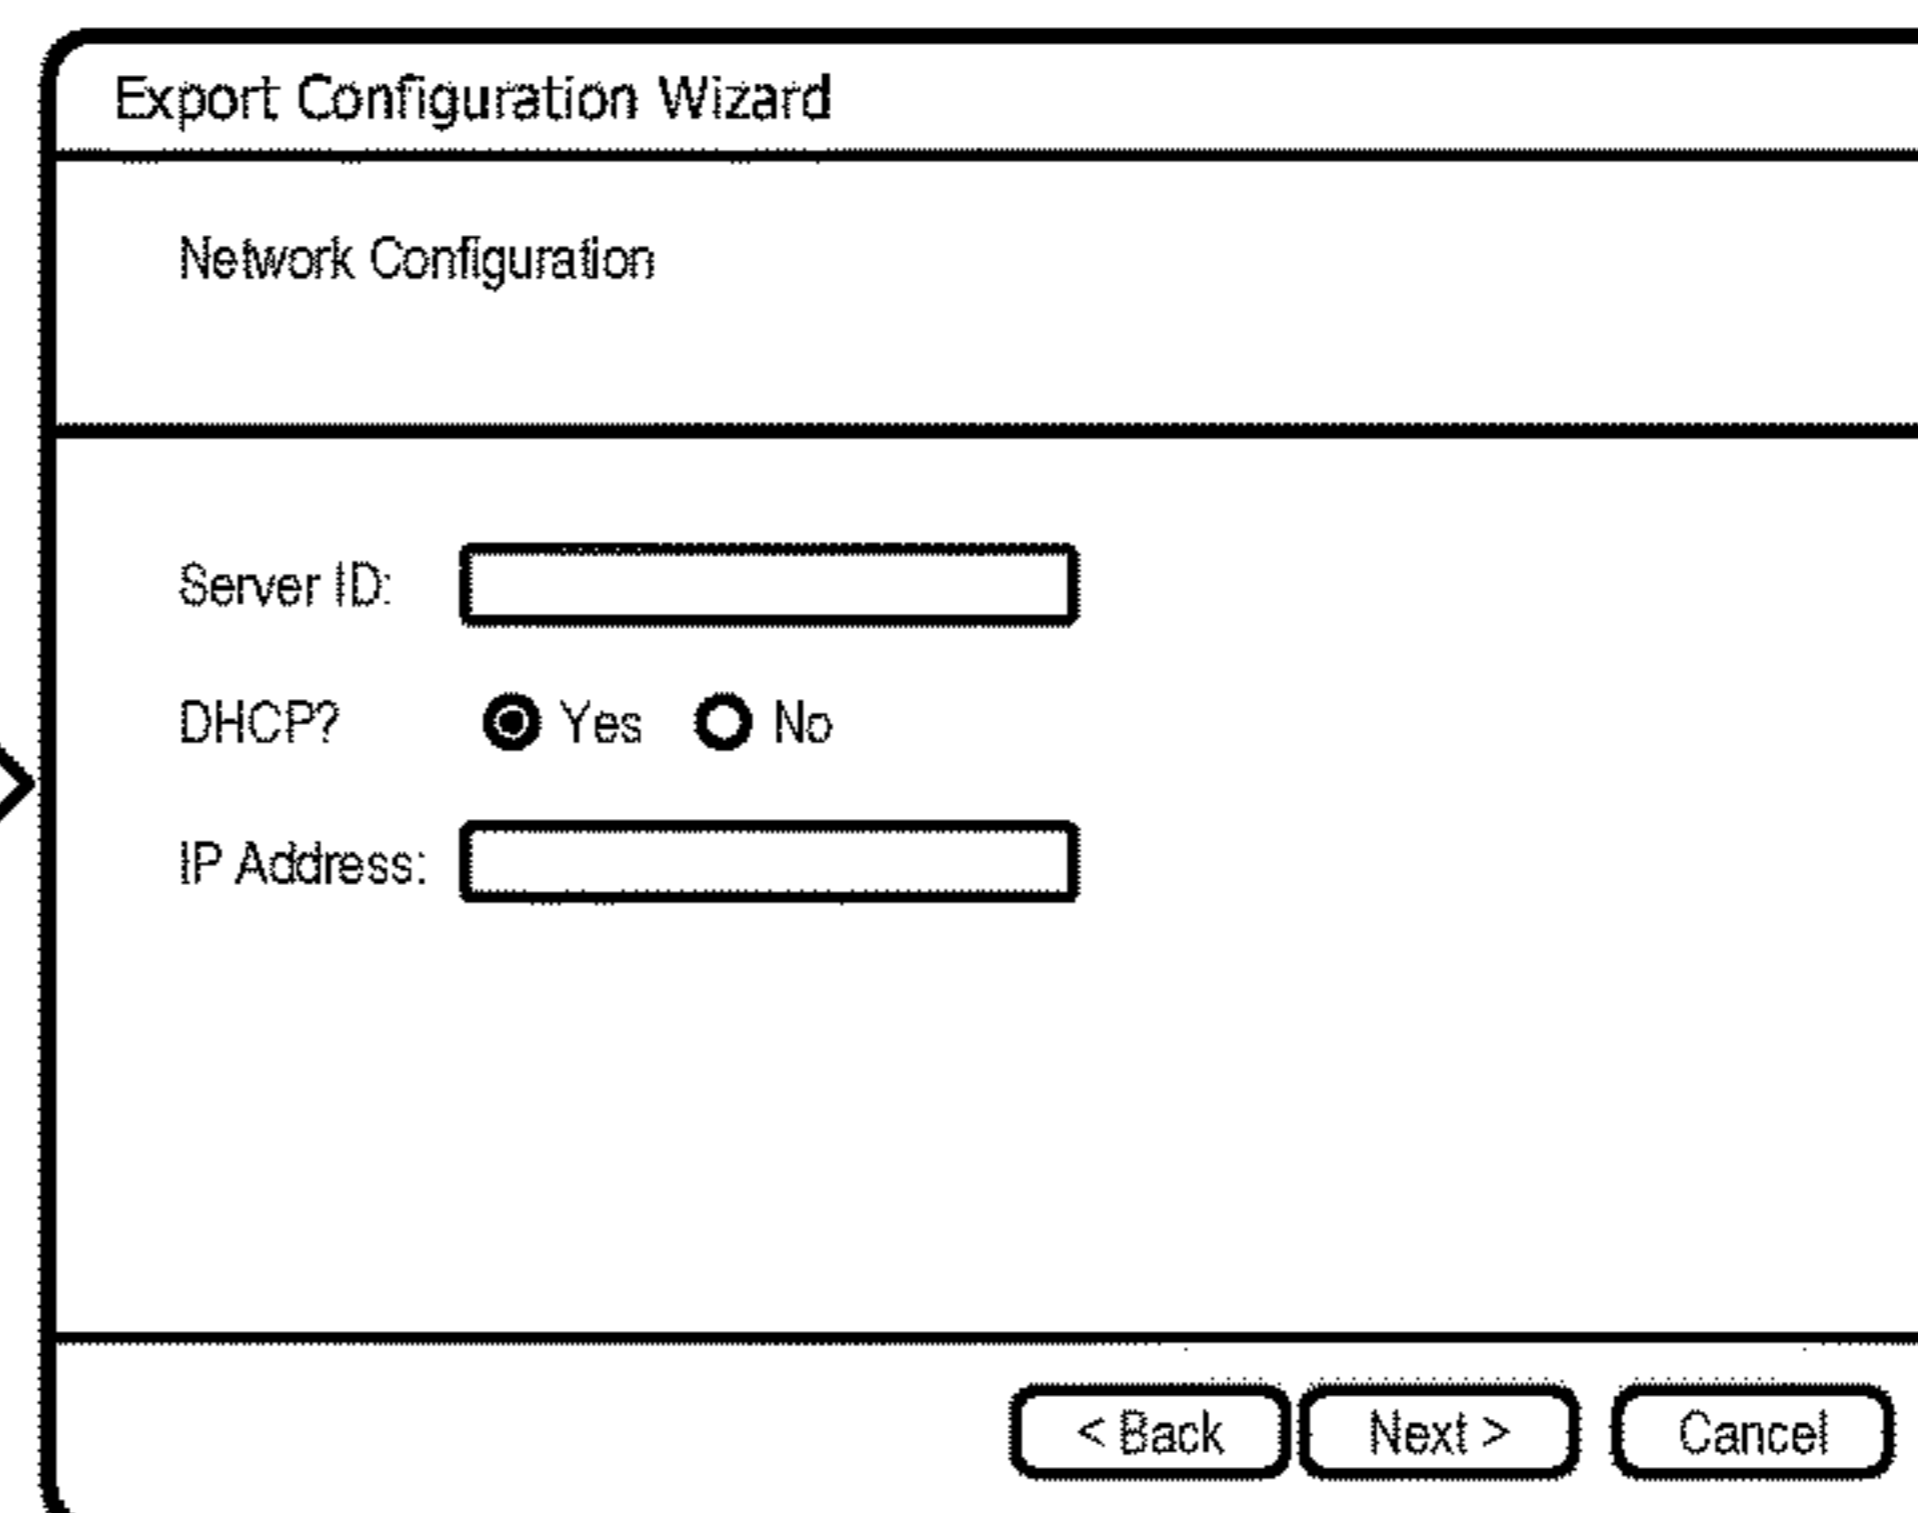 Export Configuration Wizard
Network Configuration
Server ID:
DHCP? Yes No
IP Address:
< Back Next > Cancel